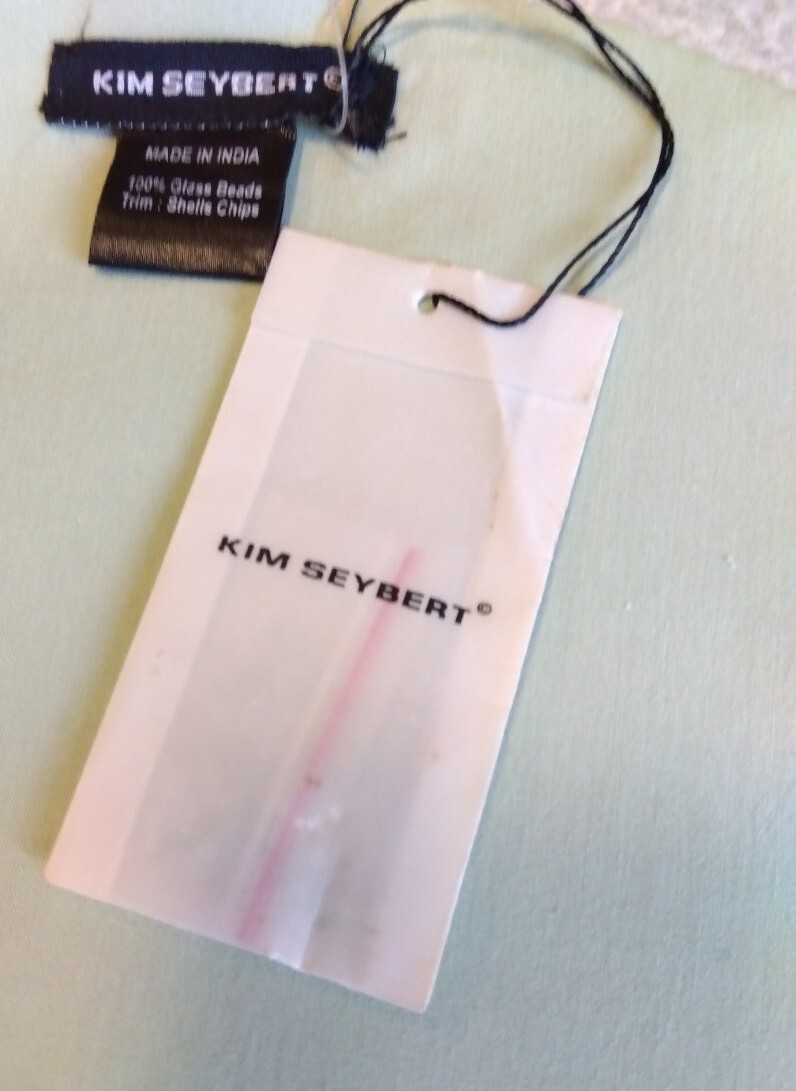 KIM SEYBERT©
MADE IN INDIA
100% Glass Beads
Trim : Shells Chips
KIM SEYBERT©